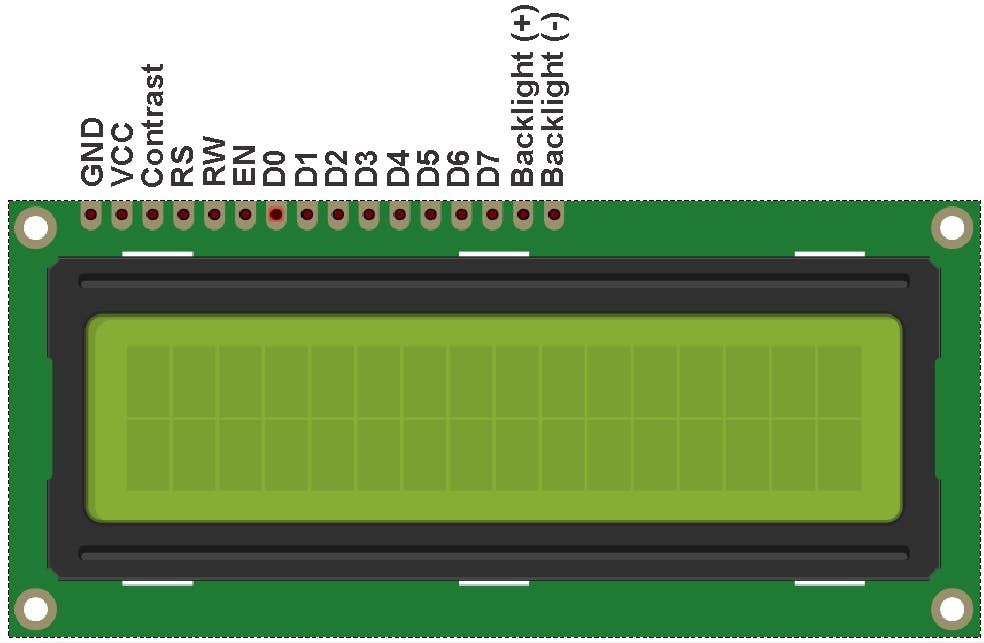 GND
VCC
Contrast
RS
RW
EN
D0
D1
D2
D3
D4
D5
D6
D7
Backlight (+)
Backlight (-)